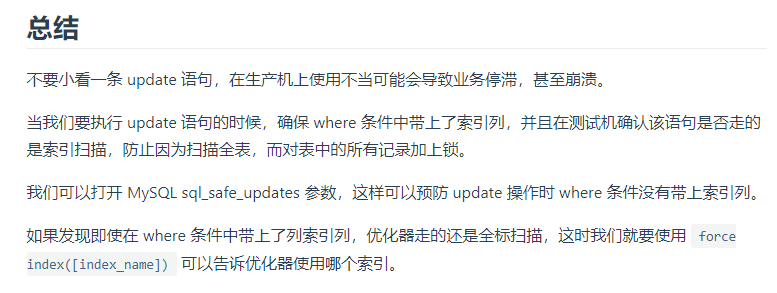 总结
不要小看一条 update 语句，在生产机上使用不当可能会导致业务停滞，甚至崩溃。
当我们要执行 update 语句的时候，确保 where 条件中带上了索引列，并且在测试机确认该语句是否走的
是索引扫描，防止因为扫描全表，而对表中的所有记录加上锁。
我们可以打开 MySQL sql_safe_updates 参数，这样可以预防 update 操作时 where 条件没有带上索引列。
如果发现即使在 where 条件中带上了列索引列，优化器走的还是全标扫描，这时我们就要使用 force
index([index_name]) 可以告诉优化器使用哪个索引。